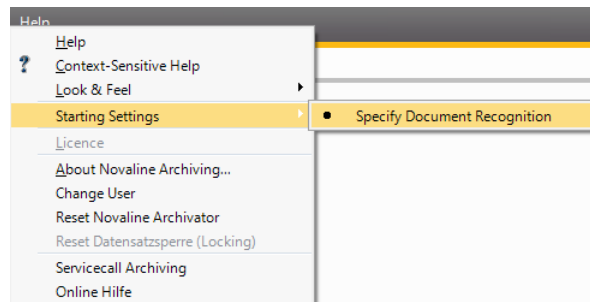 Help
Help
? Context-Sensitive Help
Look & Feel
Starting Settings
Specify Document Recognition
Licence
About Novaline Archiving...
Change User
Reset Novaline Archivator
Reset Datensatzsperre (Locking)
Servicecall Archiving
Online Hilfe